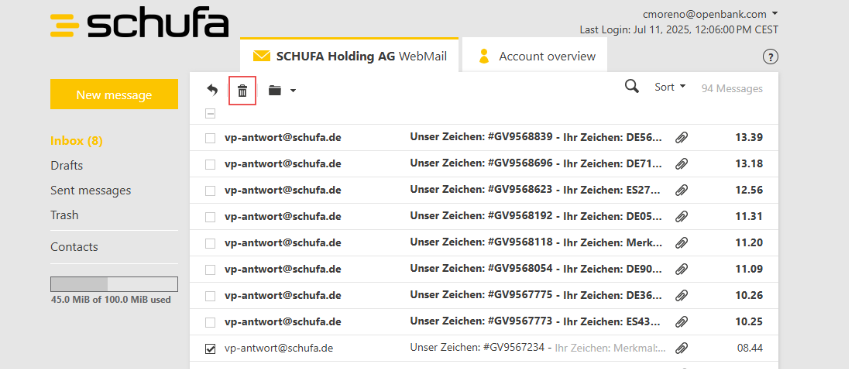 schufa
cmoreno@openbank.com
Last Login: Jul 11, 2025, 12:06:00 PM CEST
SCHUFA Holding AG WebMail
Account overview
?
New message
Sort
94 Messages
Inbox (8)
Drafts
Sent messages
Trash
Contacts
45.0 MiB of 100.0 MiB used
vp-antwort@schufa.de Unser Zeichen: #GV9568839 - Ihr Zeichen: DE56... 13.39
vp-antwort@schufa.de Unser Zeichen: #GV9568696 - Ihr Zeichen: DE71... 13.18
vp-antwort@schufa.de Unser Zeichen: #GV9568623 - Ihr Zeichen: ES27... 12.56
vp-antwort@schufa.de Unser Zeichen: #GV9568192 - Ihr Zeichen: DE05... 11.31
vp-antwort@schufa.de Unser Zeichen: #GV9568118 - Ihr Zeichen: Merk... 11.20
vp-antwort@schufa.de Unser Zeichen: #GV9568054 - Ihr Zeichen: DE90... 11.09
vp-antwort@schufa.de Unser Zeichen: #GV9567775 - Ihr Zeichen: DE36... 10.26
vp-antwort@schufa.de Unser Zeichen: #GV9567773 - Ihr Zeichen: ES43... 10.25
vp-antwort@schufa.de Unser Zeichen: #GV9567234 - Ihr Zeichen: Merkmal:... 08.44